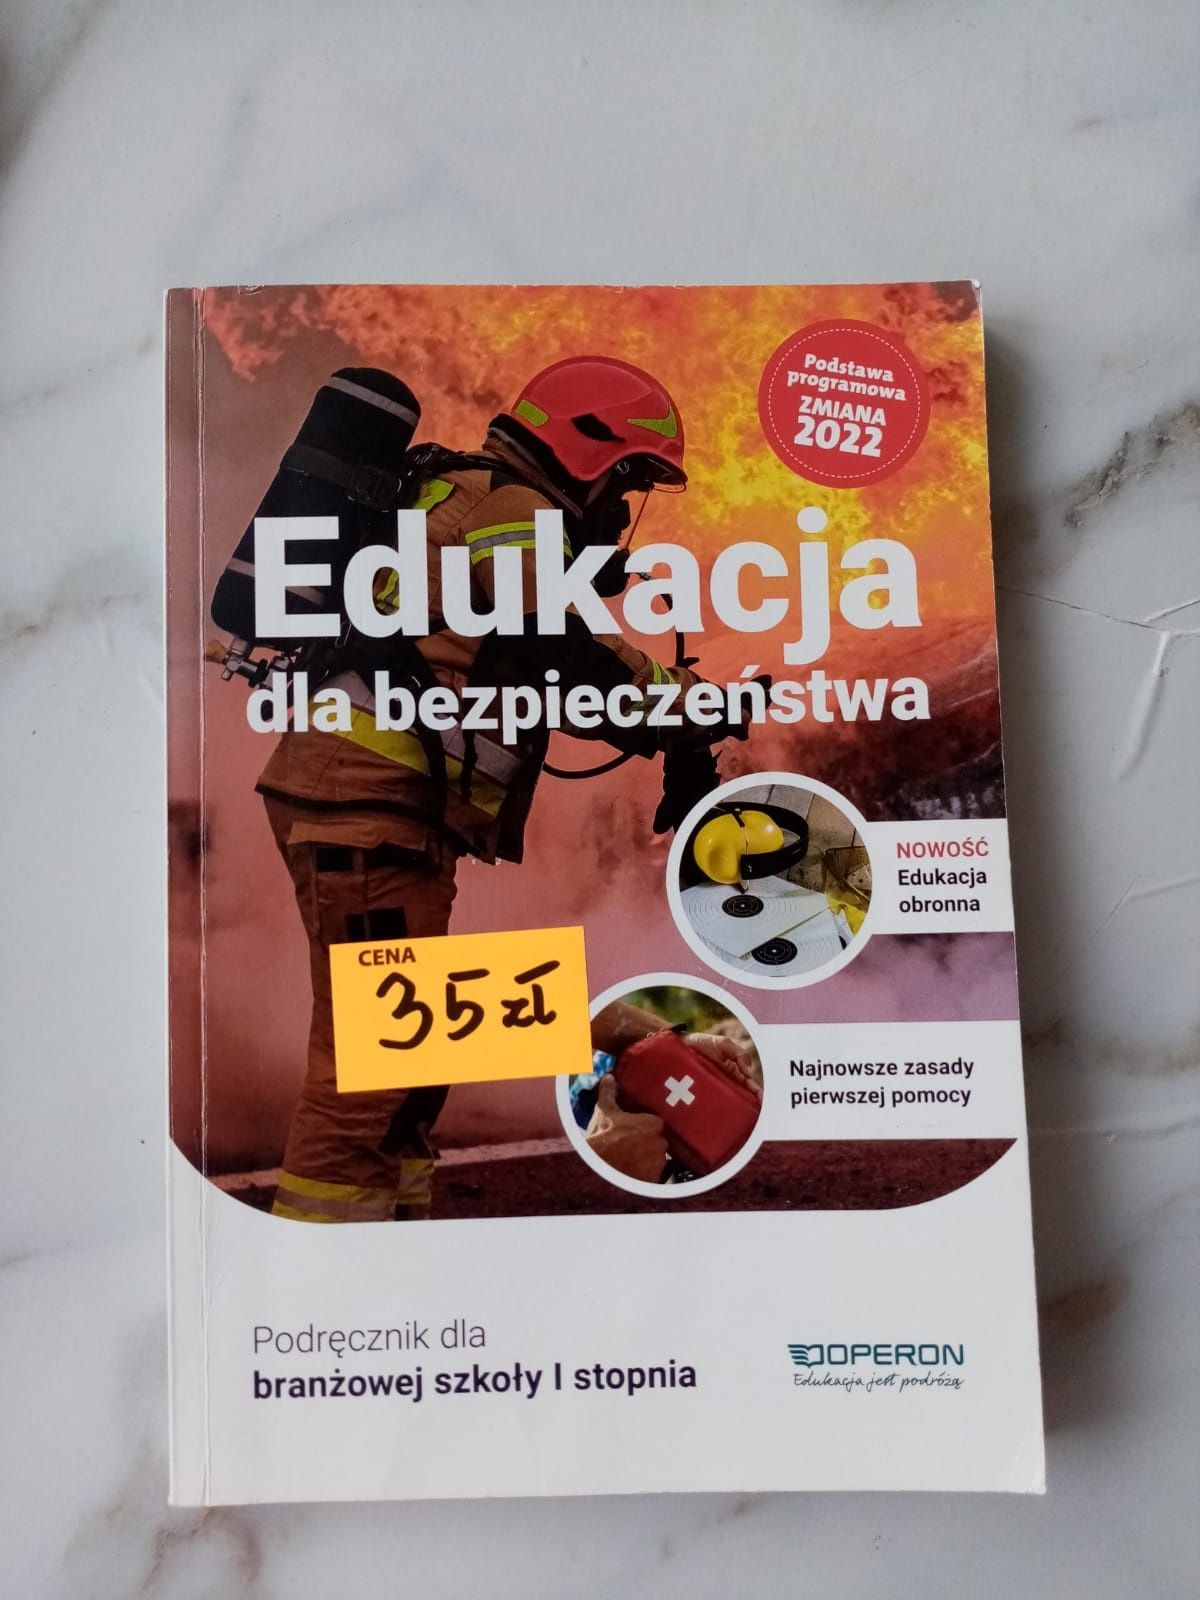 Podstawa
programowa
ZMIANA
2022
Edukacja
dla bezpieczeństwa
NOWOŚĆ
Edukacja
obronna
CENA
35 zł
Najnowsze zasady
pierwszej pomocy
Podręcznik dla
branżowej szkoły I stopnia
OPERON
Edukacja jest podróżą